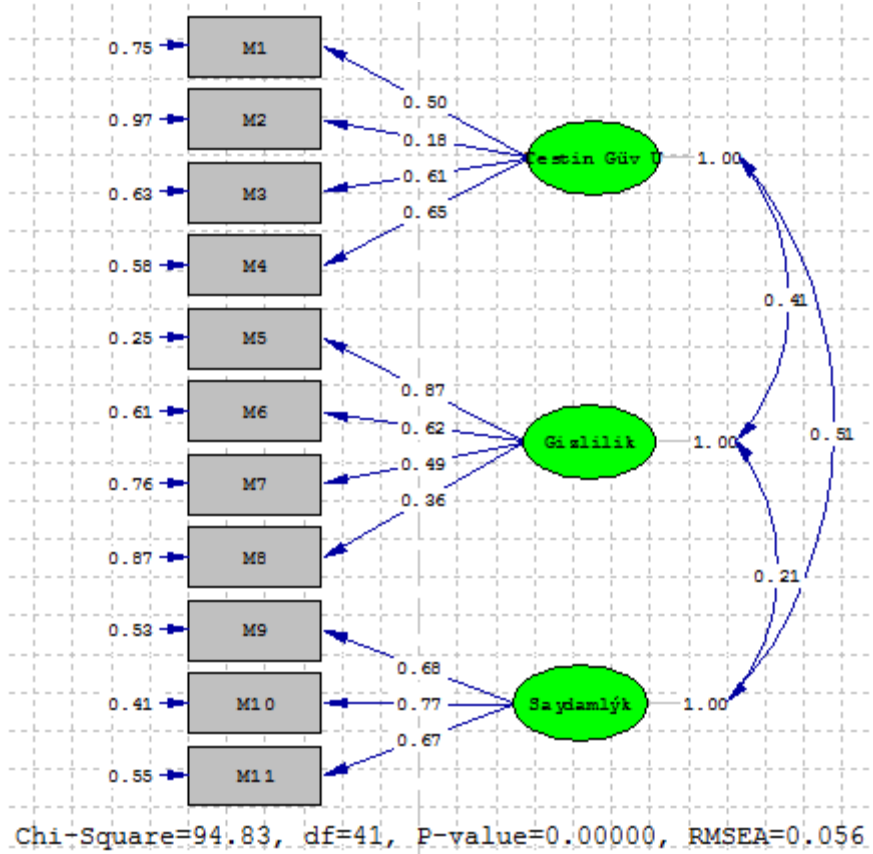 0.75 M1
0.50
0.97 M2
0.18
Testin Güv U 1.00
0.61
0.63 M3
0.65
0.58 M4
0.41
0.25 M5
0.87
0.61 M6
0.62
0.51
Gizlilik 1.00
0.49
0.76 M7
0.36
0.87 M8
0.21
0.53 M9
0.68
0.41 M10
0.77
Saydamlýk 1.00
0.67
0.55 M11
Chi-Square=94.83, df=41, P-value=0.00000, RMSEA=0.056